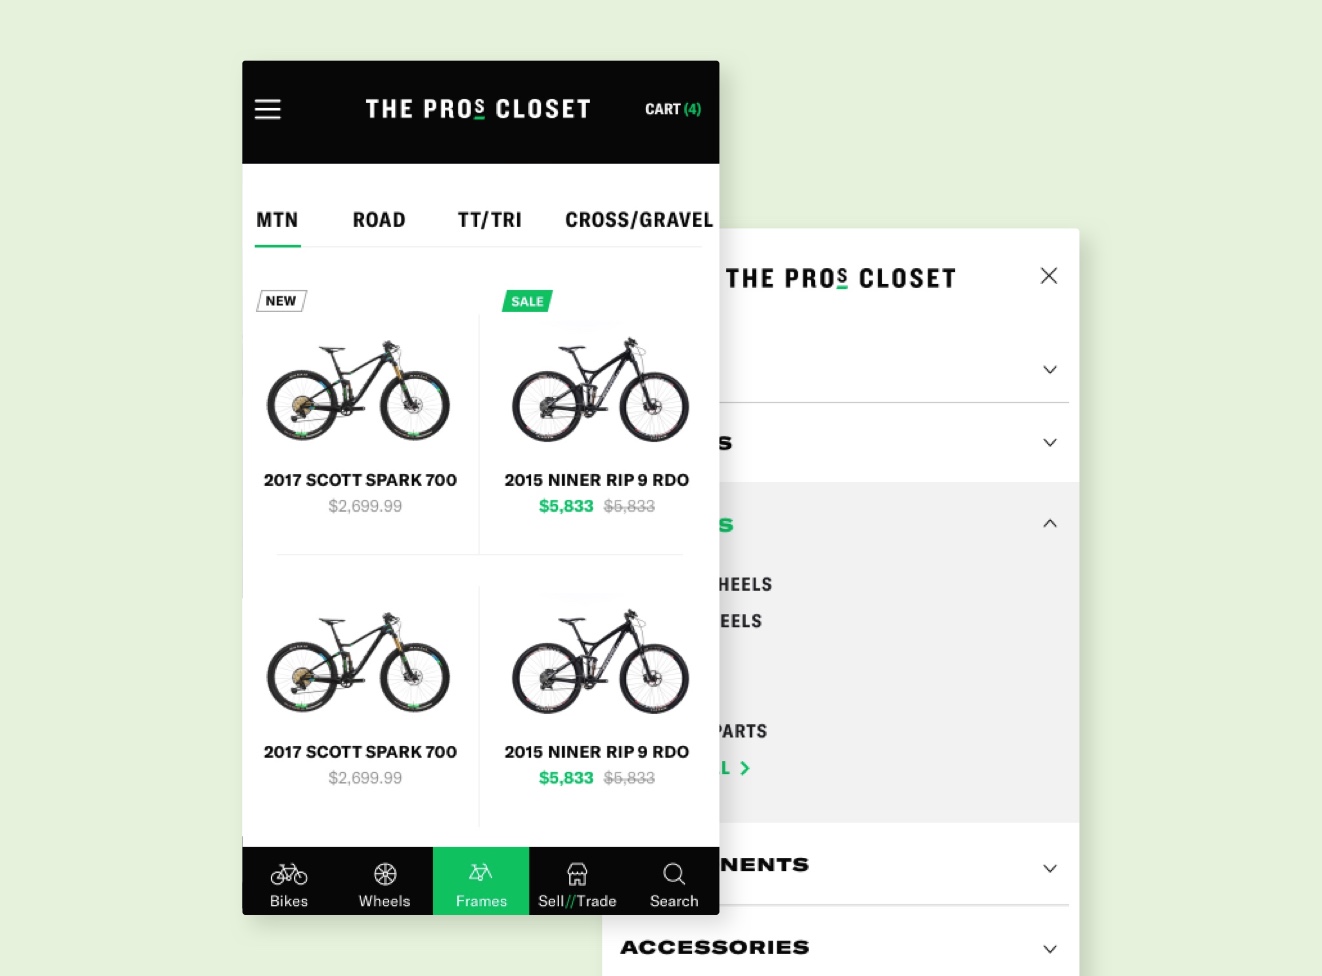 THE PROS CLOSET
CART (4)
MTN ROAD TT/TRI CROSS/GRAVEL
NEW
SALE
2017 SCOTT SPARK 700
$2,699.99
2015 NINER RIP 9 RDO
$5,833 $5,833
2017 SCOTT SPARK 700
$2,699.99
2015 NINER RIP 9 RDO
$5,833 $5,833
Bikes
Wheels
Frames
Sell//Trade
Search
THE PROS CLOSET
S
S
HEELS
EELS
PARTS
L
NENTS
ACCESSORIES